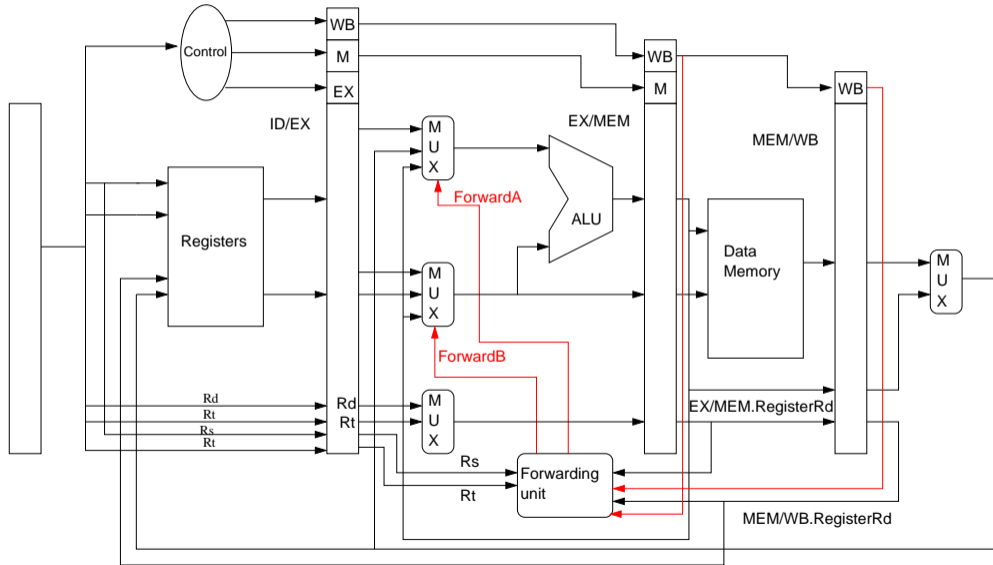 WB
Control
M
WB
EX
M
WB
ID/EX
EX/MEM
MEM/WB
M
U
X
ForwardA
ALU
Registers
Data
Memory
M
U
X
M
U
X
ForwardB
Rd
Rt
Rs
Rt
Rd
Rt
M
U
X
EX/MEM.RegisterRd
Rs
Rt
Forwarding
unit
MEM/WB.RegisterRd